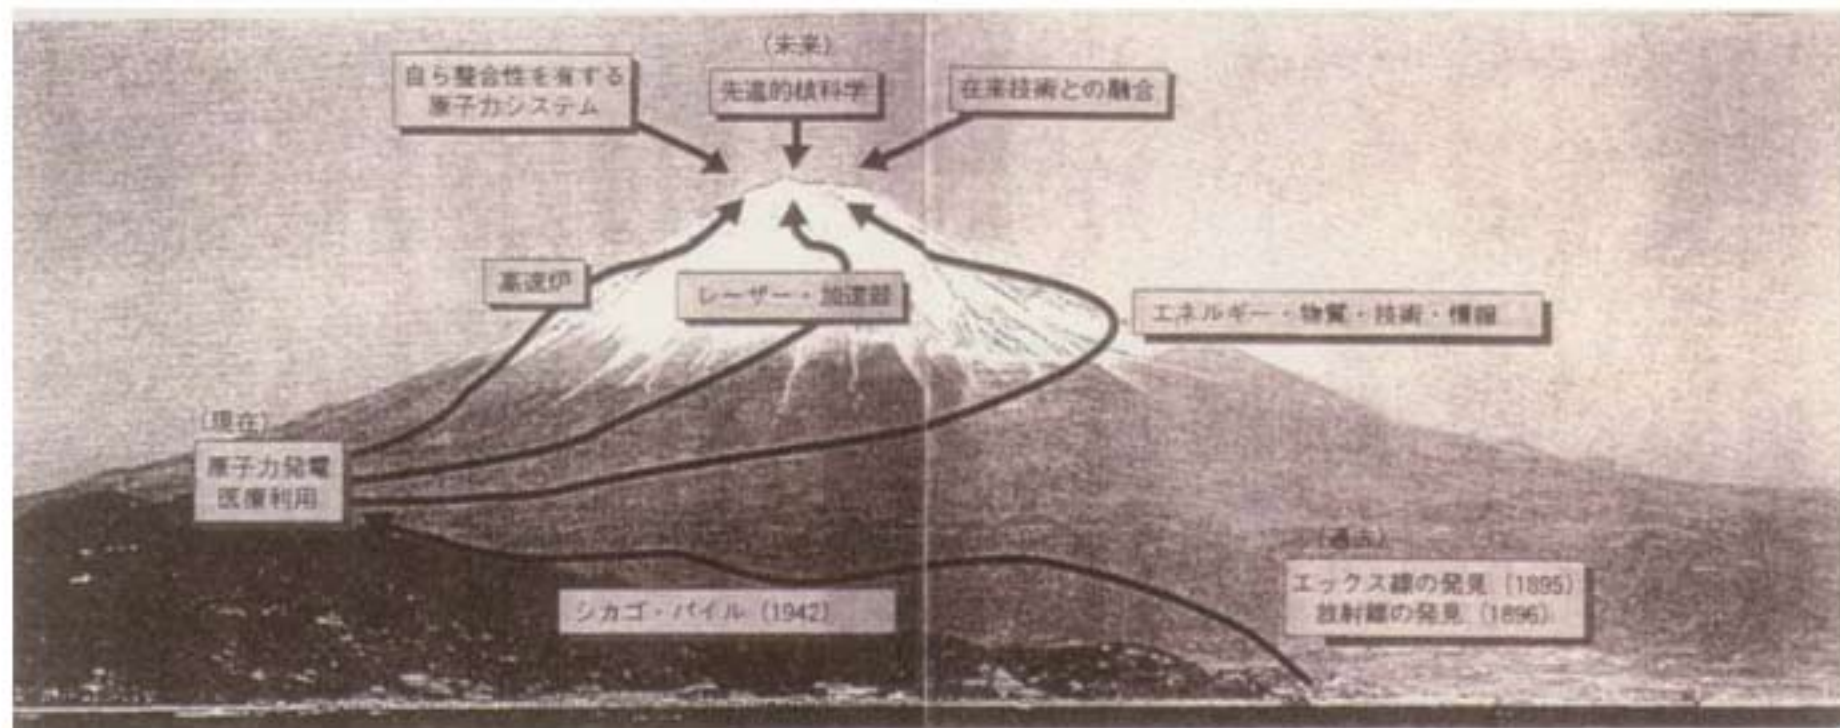 (未来)
自ら整合性を有する
原子力システム
先進的核科学
在来技術との融合
高速炉
レーザー・加速器
エネルギー・物質・技術・情報
(現在)
原子力発電
医療利用
(過去)
エックス線の発見 (1895)
放射線の発見 (1896)
シカゴ・パイル (1942)